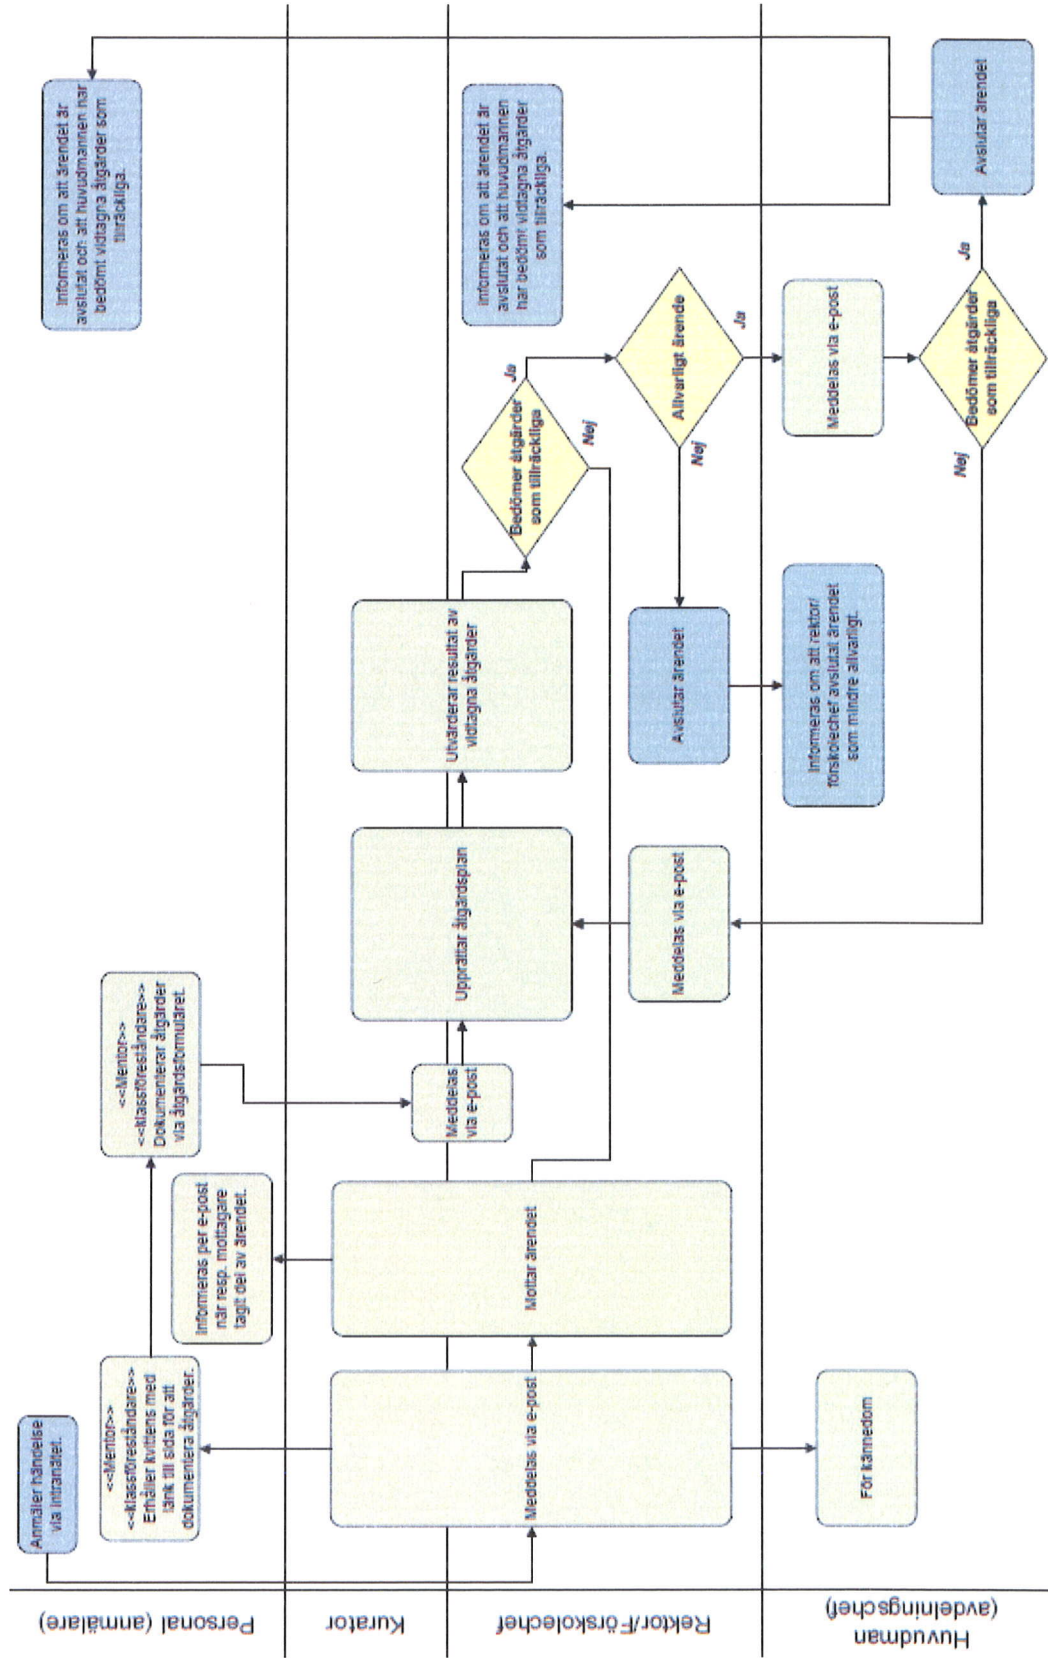 Personal (anmälare)
Anmäler händelse
via intranätet.
<<Mentor>>
<<klassföreståndare>>
Erhåller kvittens med
länk till sida för att
dokumentera åtgärder.
Informeras per e-post
när resp. mottagare
tagit del av ärendet.
<<Mentor>>
<<klassföreståndare>>
Dokumenterar åtgärder
via åtgärdsformuläret.
Informeras om att ärendet är
avslutat och att huvudmannen har
bedömt vidtagna åtgärder som
tillräckliga.
Kurator
Rektor/Förskolechef
Meddelas via e-post
Mottar ärendet
Meddelas
via e-post
Upprättar åtgärdsplan
Utvärderar resultat av
vidtagna åtgärder
Bedömer åtgärder
som tillräckliga
Ja
Nej
Informeras om att ärendet är
avslutat och att huvudmannen
har bedömt vidtagna åtgärder
som tillräckliga.
Meddelas via e-post
Avslutar ärendet
Nej
Allvarligt ärende
Ja
Huvudman
(avdelningschef)
För kännedom
Informeras om att rektor/
förskolechef avslutat ärendet
som mindre allvarligt.
Meddelas via e-post
Nej
Bedömer åtgärder
som tillräckliga
Ja
Avslutar ärendet